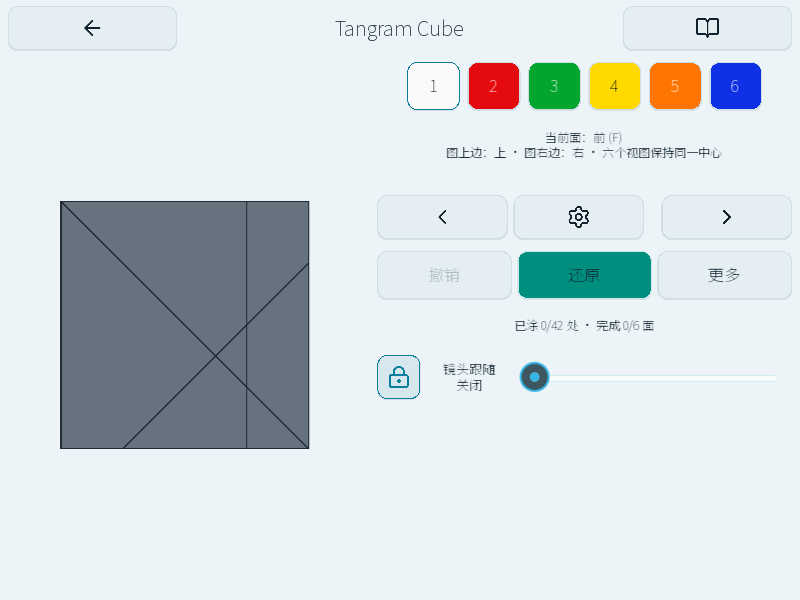 Tangram Cube
1 2 3 4 5 6
当前面：前 (F)
图上边：上 · 图右边：右 · 六个视图保持同一中心
撤销 还原 更多
已涂 0/42 处 · 完成 0/6 面
镜头跟随
关闭